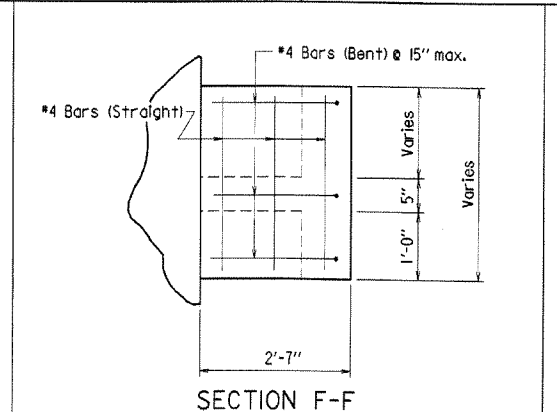 #4 Bars (Bent) @ 15" max.
#4 Bars (Straight)
Varies
5"
1'-0"
Varies
2'-7"
SECTION F-F